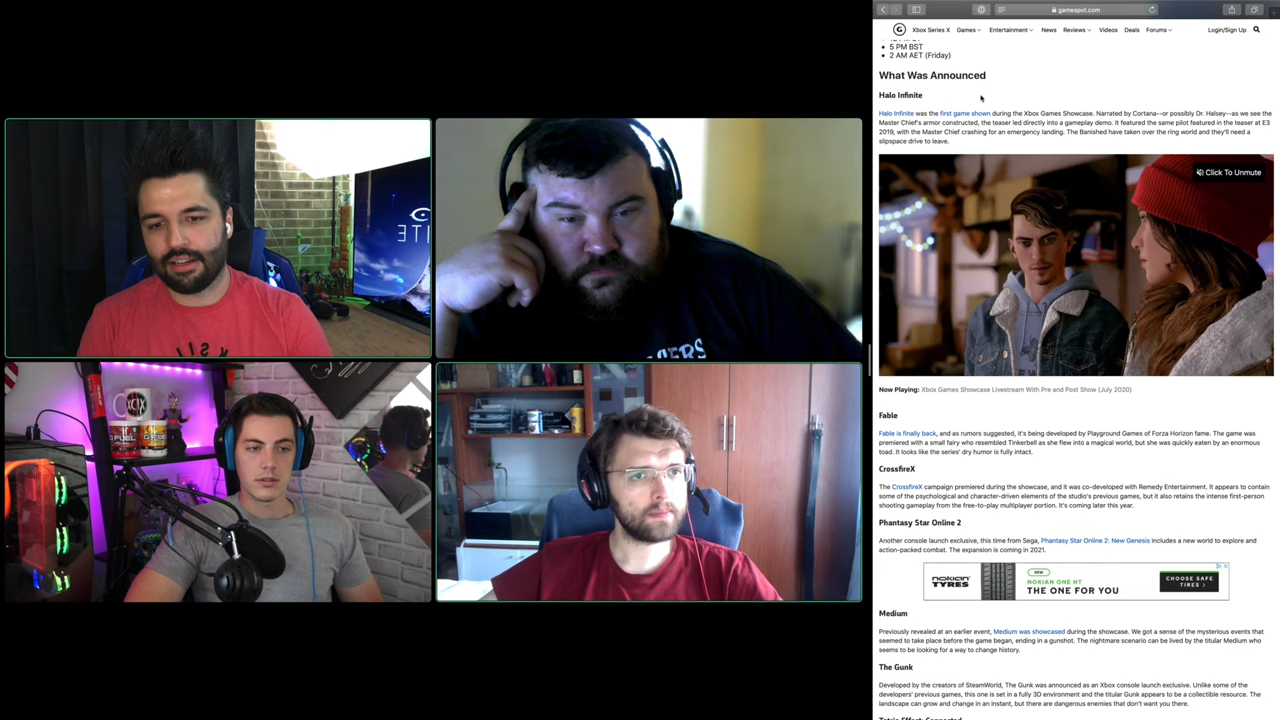 gamespot.com
Xbox Series X Games Entertainment News Reviews Videos Deals Forums Login/Sign Up
5 PM BST
2 AM AET (Friday)
What Was Announced
Halo Infinite
Halo Infinite was the first game shown during the Xbox Games Showcase. Narrated by Cortana--or possibly Dr. Halsey--as we see the
Master Chief's armor constructed, the teaser led directly into a gameplay demo. It featured the same pilot featured in the teaser at E3
2019, with the Master Chief crashing for an emergency landing. The Banished have taken over the ring world and they'll need a
slipspace drive to leave.
Click To Unmute
Now Playing: Xbox Games Showcase Livestream With Pre and Post Show (July 2020)
Fable
Fable is finally back, and as rumors suggested, it's being developed by Playground Games of Forza Horizon fame. The game was
premiered with a small fairy who resembled Tinkerbell as she flew into a magical world, but she was quickly eaten by an enormous
toad. It looks like the series' dry humor is fully intact.
CrossfireX
The CrossfireX campaign premiered during the showcase, and it was co-developed with Remedy Entertainment. It appears to contain
some of the psychological and character-driven elements of the studio's previous games, but it also retains the intense first-person
shooting gameplay from the free-to-play multiplayer portion. It's coming later this year.
Phantasy Star Online 2
Another console launch exclusive, this time from Sega, Phantasy Star Online 2: New Genesis includes a new world to explore and
action-packed combat. The expansion is coming in 2021.
NOKIAN
TYRES
NEW
NOKIAN ONE HT
THE ONE FOR YOU
CHOOSE SAFE
TIRES
Medium
Previously revealed at an earlier event, Medium was showcased during the showcase. We got a sense of the mysterious events that
seemed to take place before the game began, ending in a gunshot. The nightmare scenario can be lived by the titular Medium who
seems to be looking for a way to change history.
The Gunk
Developed by the creators of SteamWorld, The Gunk was announced as an Xbox console launch exclusive. Unlike some of the
developers' previous games, this one is set in a fully 3D environment and the titular Gunk appears to be a collectible resource. The
landscape can grow and change in an instant, but there are dangerous enemies that don't want you there.